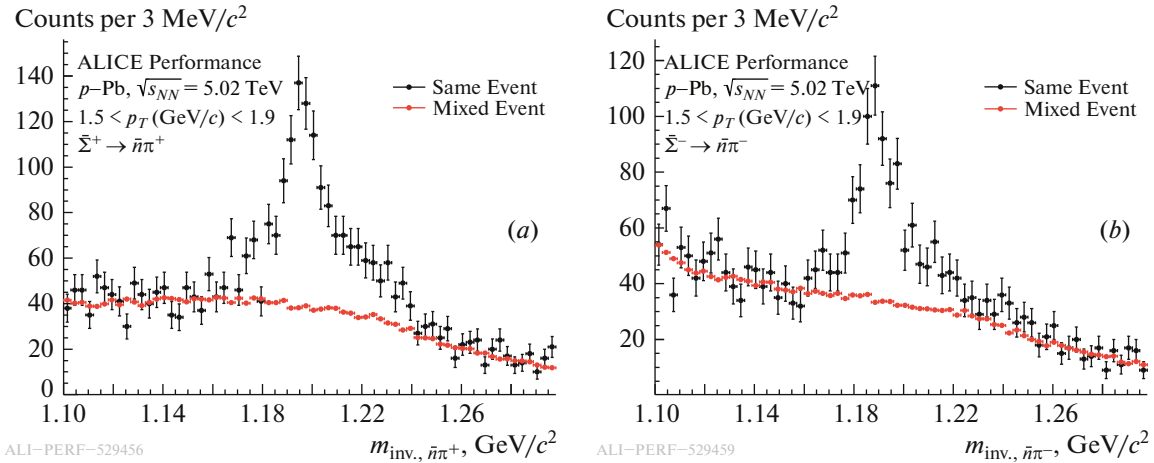 Counts per 3 MeV/c²
ALICE Performance
p–Pb, √s_NN = 5.02 TeV
1.5 < p_T (GeV/c) < 1.9
Σ̄⁺ → n̄π⁺
Same Event
Mixed Event
(a)
140
120
100
80
60
40
20
0
1.10 1.14 1.18 1.22 1.26
m_inv., n̄π⁺, GeV/c²
ALI−PERF−529456
Counts per 3 MeV/c²
ALICE Performance
p–Pb, √s_NN = 5.02 TeV
1.5 < p_T (GeV/c) < 1.9
Σ̄⁻ → n̄π⁻
Same Event
Mixed Event
(b)
120
100
80
60
40
20
1.10 1.14 1.18 1.22 1.26
m_inv., n̄π⁻, GeV/c²
ALI−PERF−529459